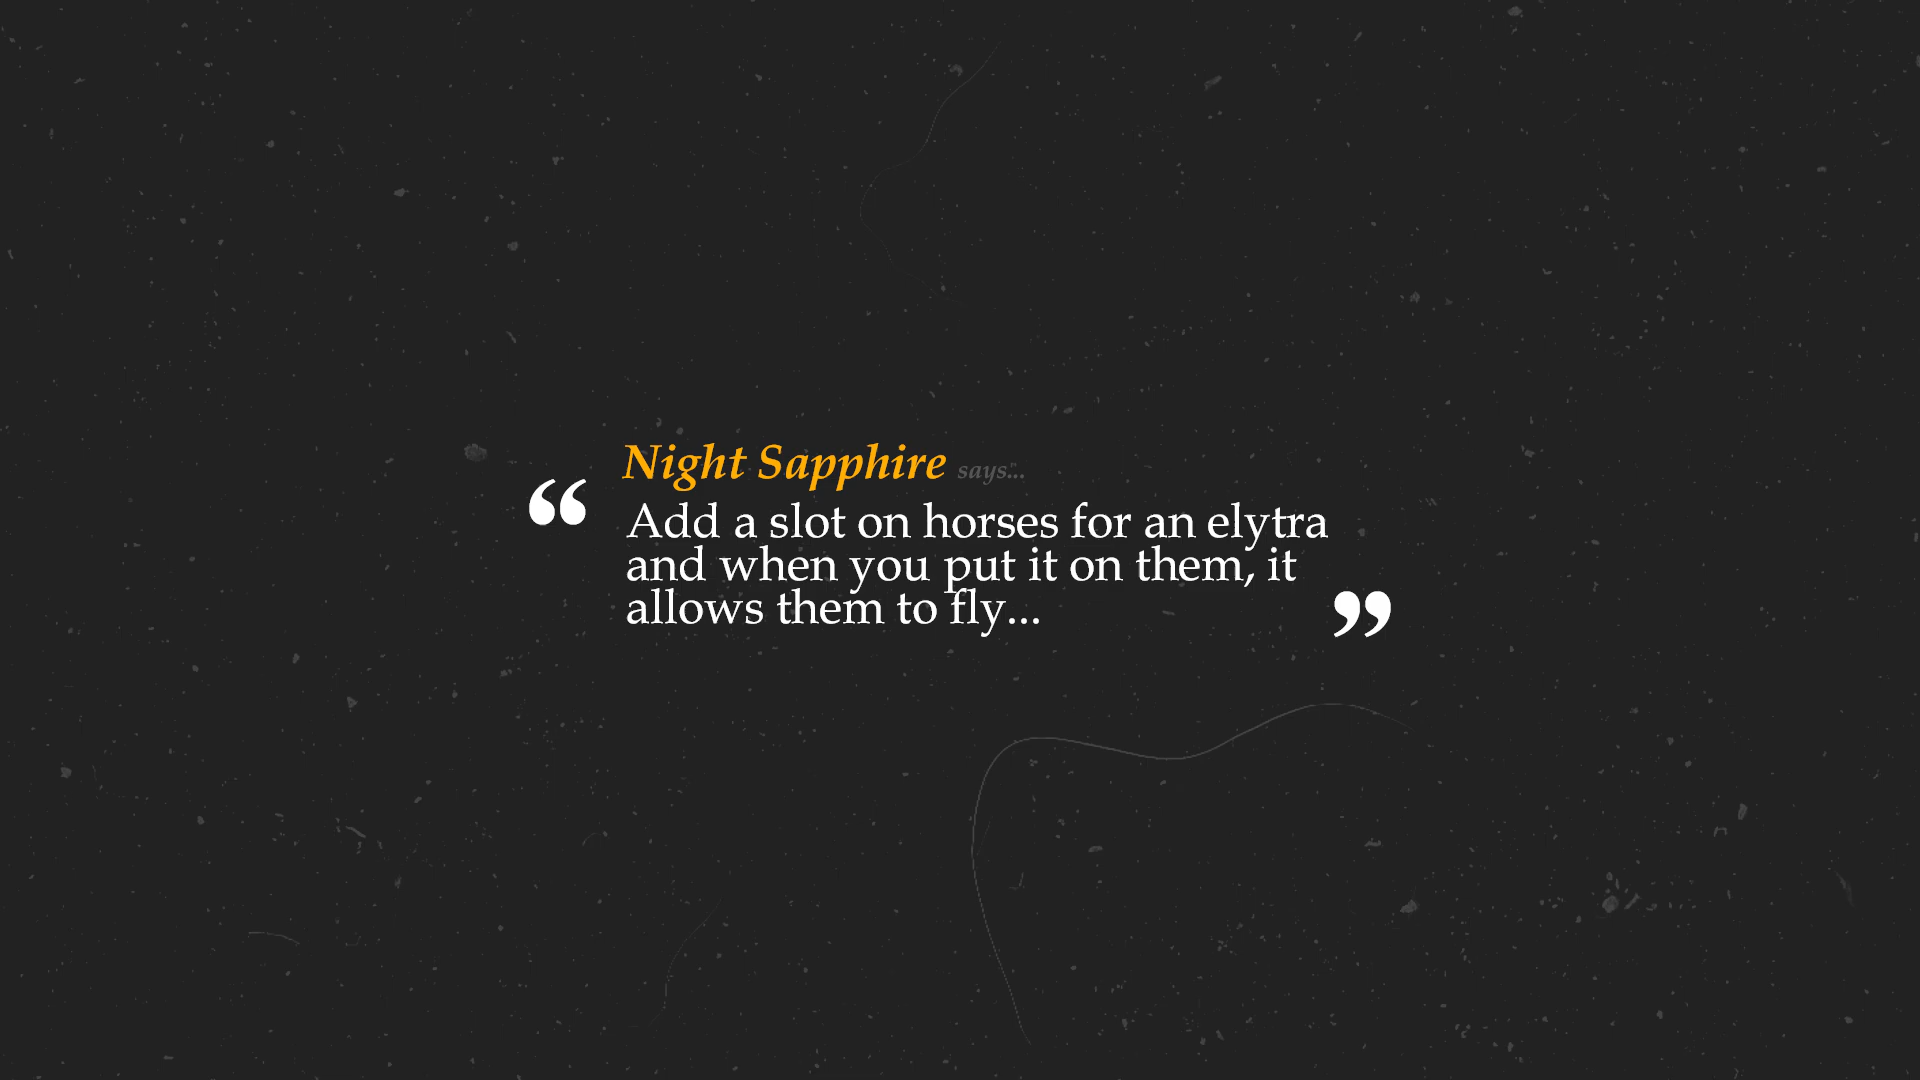 Night Sapphire says...
“Add a slot on horses for an elytra
and when you put it on them, it
allows them to fly...”